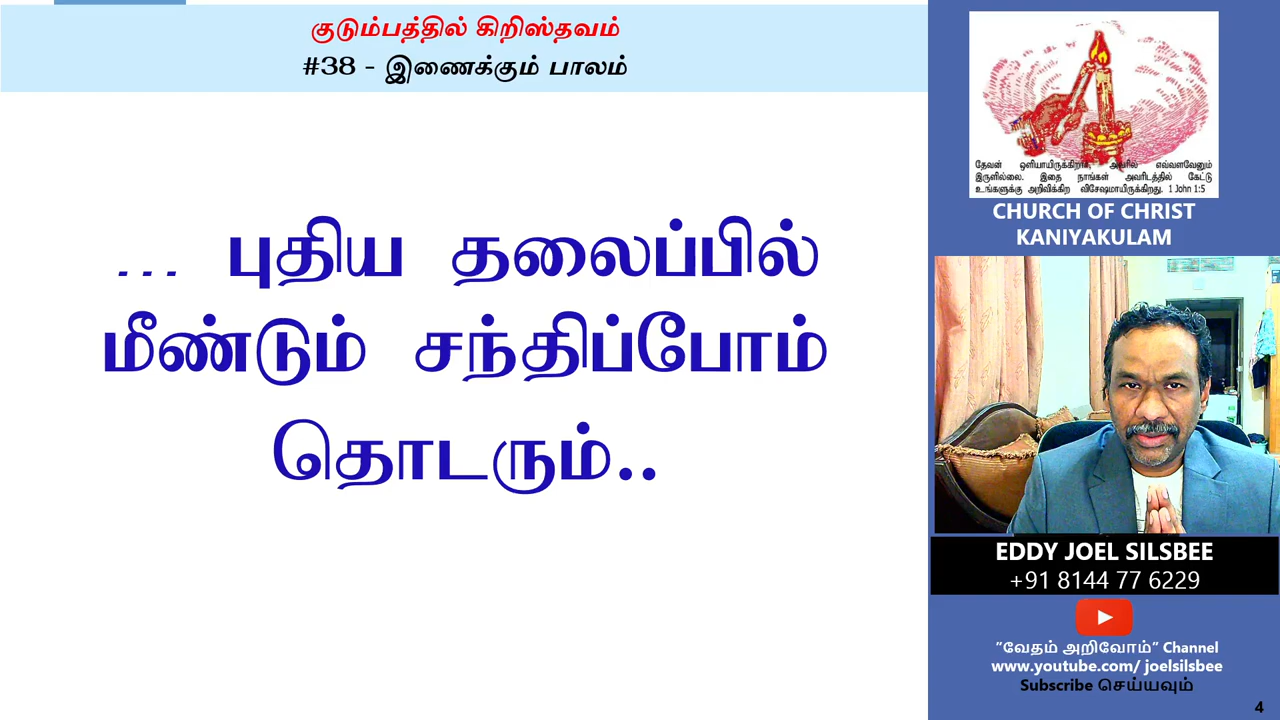 குடும்பத்தில் கிறிஸ்தவம்
#38 - இணைக்கும் பாலம்
... புதிய தலைப்பில்
மீண்டும் சந்திப்போம்
தொடரும்..
தேவன் ஒளியாயிருக்கிறார், அவரில் எவ்வளவேனும்
இருளில்லை. இதை நாங்கள் அவரிடத்தில் கேட்டு
உங்களுக்கு அறிவிக்கிற விசேஷமாயிருக்கிறது. 1 John 1:5
CHURCH OF CHRIST
KANIYAKULAM
EDDY JOEL SILSBEE
+91 8144 77 6229
"வேதம் அறிவோம்" Channel
www.youtube.com/ joelsilsbee
Subscribe செய்யவும்
4